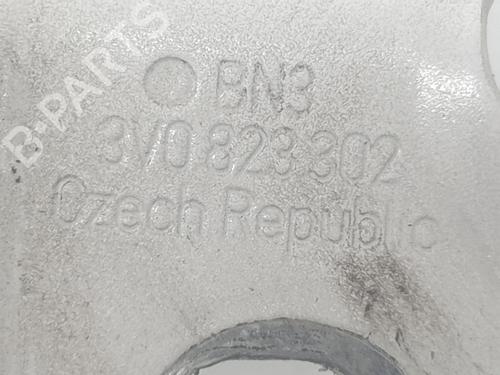 B-PARTS
BN3
3V0 823 302
Czech Republic